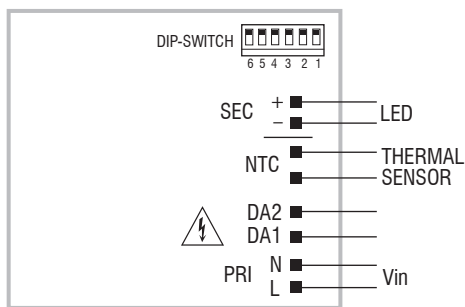 DIP-SWITCH
6 5 4 3 2 1
SEC + LED
−
NTC THERMAL
SENSOR
DA2
DA1
PRI N Vin
L